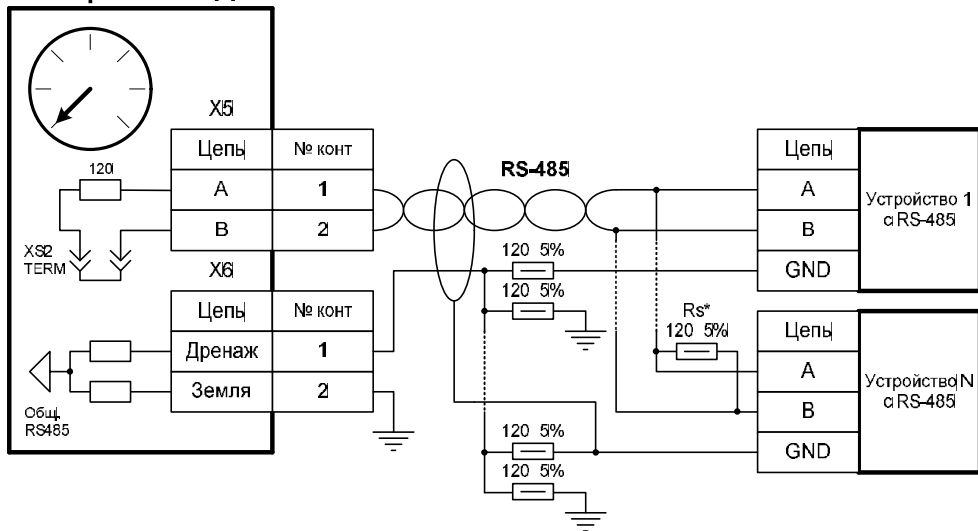 X5
Цепь № конт
120
A 1
B 2
XS2
TERM
X6
Цепь № конт
Дренаж 1
Земля 2
Общ.
RS485
RS-485
120 5%
120 5%
Rs*
120 5%
120 5%
120 5%
Цепь
A
B
GND
Устройство 1
с RS-485
Цепь
A
B
GND
Устройство N
с RS-485